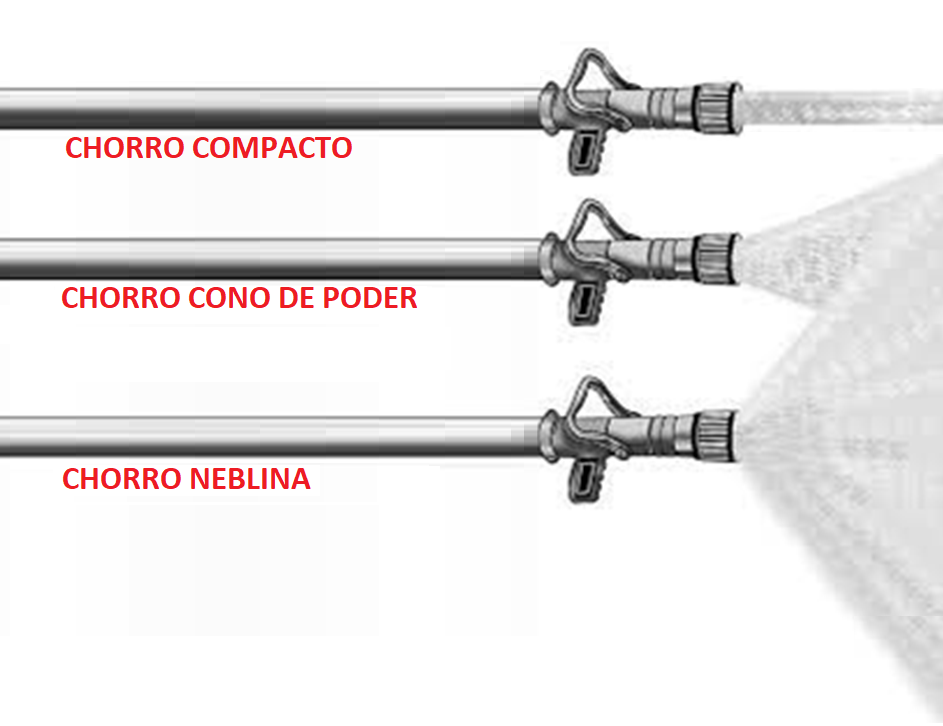 CHORRO COMPACTO
CHORRO CONO DE PODER
CHORRO NEBLINA